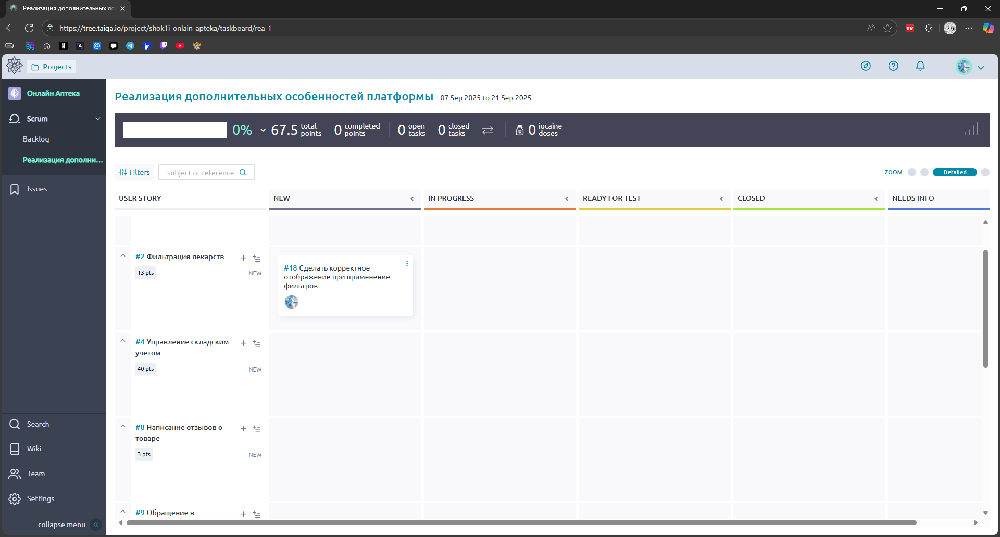 Реализация дополнительных ос
https://tree.taiga.io/project/shok1i-onlain-apteka/taskboard/rea-1
Projects
Онлайн Аптека
Scrum
Backlog
Реализация дополни...
Issues
Search
Wiki
Team
Settings
collapse menu
Реализация дополнительных особенностей платформы 07 Sep 2025 to 21 Sep 2025
0% 67.5 total points 0 completed points 0 open tasks 0 closed tasks 0 iocaine doses
Filters subject or reference ZOOM: Detailed
USER STORY NEW IN PROGRESS READY FOR TEST CLOSED NEEDS INFO
#2 Фильтрация лекарств
13 pts NEW
#18 Сделать корректное
отображение при применение
фильтров
#4 Управление складским
учетом
40 pts NEW
#8 Написание отзывов о
товаре
3 pts NEW
#9 Обращение в